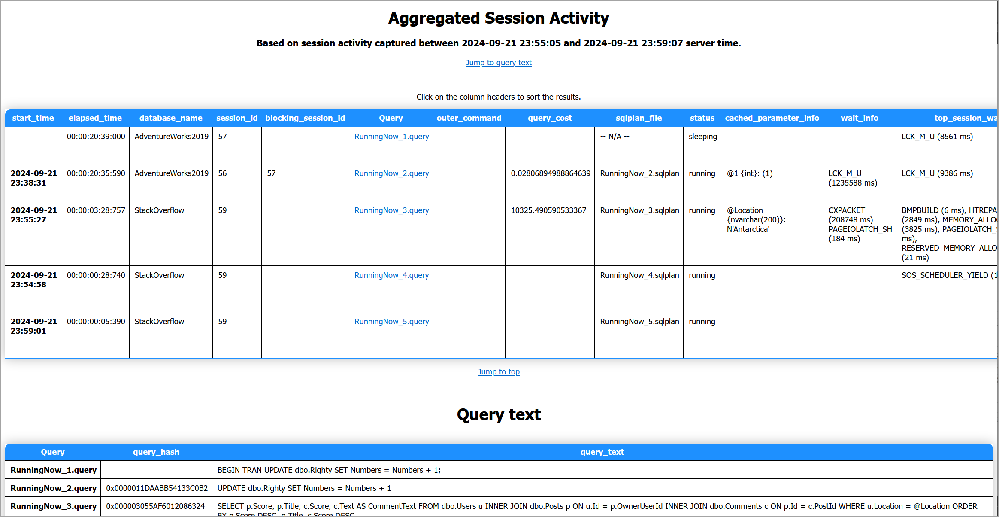 Aggregated Session Activity
Based on session activity captured between 2024-09-21 23:55:05 and 2024-09-21 23:59:07 server time.
Jump to query text
Click on the column headers to sort the results.
start_time elapsed_time database_name session_id blocking_session_id Query outer_command query_cost sqlplan_file status cached_parameter_info wait_info top_session_wa
00:00:20:39:000 AdventureWorks2019 57 RunningNow_1.query -- N/A -- sleeping LCK_M_U (8561 ms)
2024-09-21 00:00:20:35:590 AdventureWorks2019 56 57 RunningNow_2.query 0.02806894988864639 RunningNow_2.sqlplan running @1 {int}: (1) LCK_M_U LCK_M_U (9386 ms)
23:38:31 (1235588 ms)
2024-09-21 00:00:03:28:757 StackOverflow 59 RunningNow_3.query 10325.490590533367 RunningNow_3.sqlplan running @Location CXPACKET BMPBUILD (6 ms), HTREPA
23:55:27 {nvarchar(200)}: (208748 ms) (2849 ms), MEMORY_ALLO
N'Antarctica' PAGEIOLATCH_SH (3825 ms), PAGEIOLATCH_
(184 ms) ms),
RESERVED_MEMORY_ALLO
(21 ms)
2024-09-21 00:00:00:28:740 StackOverflow 59 RunningNow_4.query RunningNow_4.sqlplan running SOS_SCHEDULER_YIELD (1
23:54:58
2024-09-21 00:00:00:05:390 StackOverflow 59 RunningNow_5.query RunningNow_5.sqlplan running
23:59:01
Jump to top
Query text
Query query_hash query_text
RunningNow_1.query BEGIN TRAN UPDATE dbo.Righty SET Numbers = Numbers + 1;
RunningNow_2.query 0x0000011DAABB54133C0B2 UPDATE dbo.Righty SET Numbers = Numbers + 1
RunningNow_3.query 0x000003055AF6012086324 SELECT p.Score, p.Title, c.Score, c.Text AS CommentText FROM dbo.Users u INNER JOIN dbo.Posts p ON u.Id = p.OwnerUserId INNER JOIN dbo.Comments c ON p.Id = c.PostId WHERE u.Location = @Location ORDER
BY p.Score DESC, p.Title, c.Score DESC